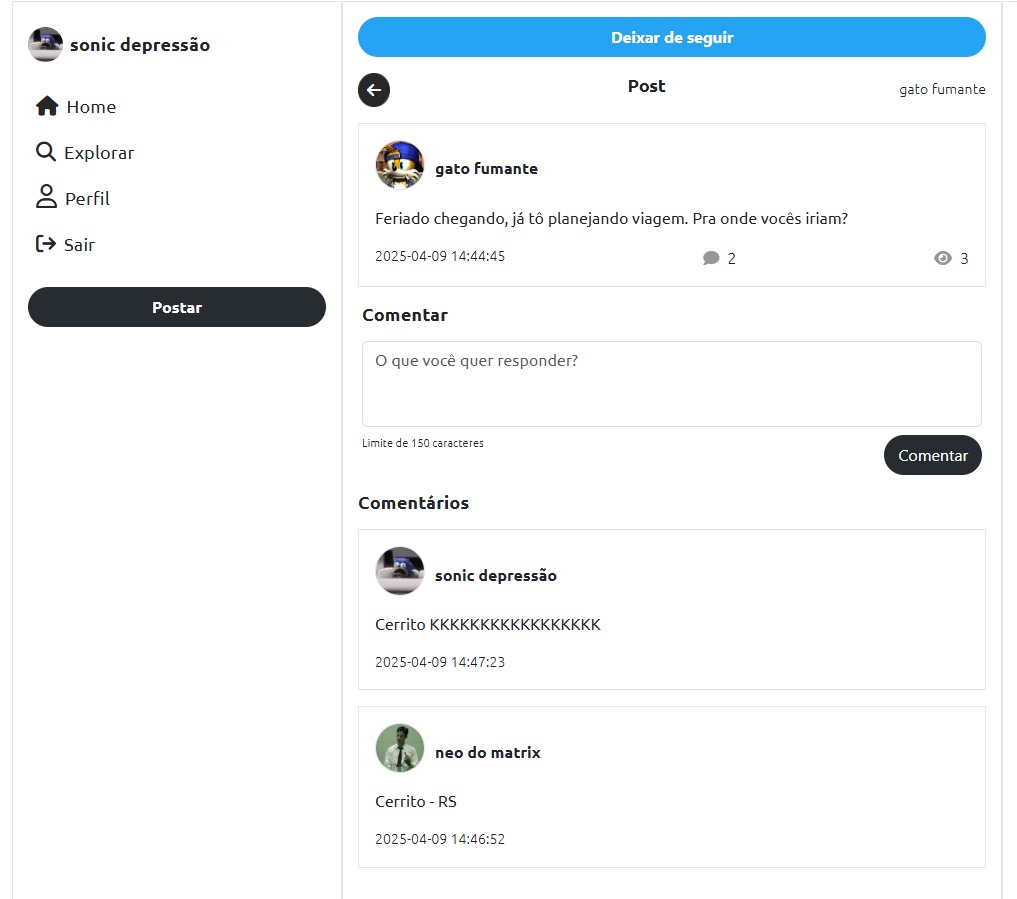 sonic depressão
Home
Explorar
Perfil
Sair
Postar
Deixar de seguir
Post
gato fumante
gato fumante
Feriado chegando, já tô planejando viagem. Pra onde vocês iriam?
2025-04-09 14:44:45 2 3
Comentar
O que você quer responder?
Limite de 150 caracteres
Comentar
Comentários
sonic depressão
Cerrito KKKKKKKKKKKKKKKKK
2025-04-09 14:47:23
neo do matrix
Cerrito - RS
2025-04-09 14:46:52